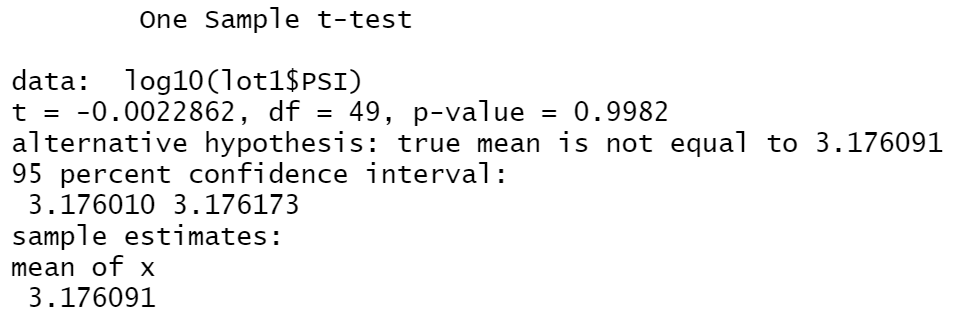 One Sample t-test
data: log10(lot1$PSI)
t = -0.0022862, df = 49, p-value = 0.9982
alternative hypothesis: true mean is not equal to 3.176091
95 percent confidence interval:
3.176010 3.176173
sample estimates:
mean of x
3.176091